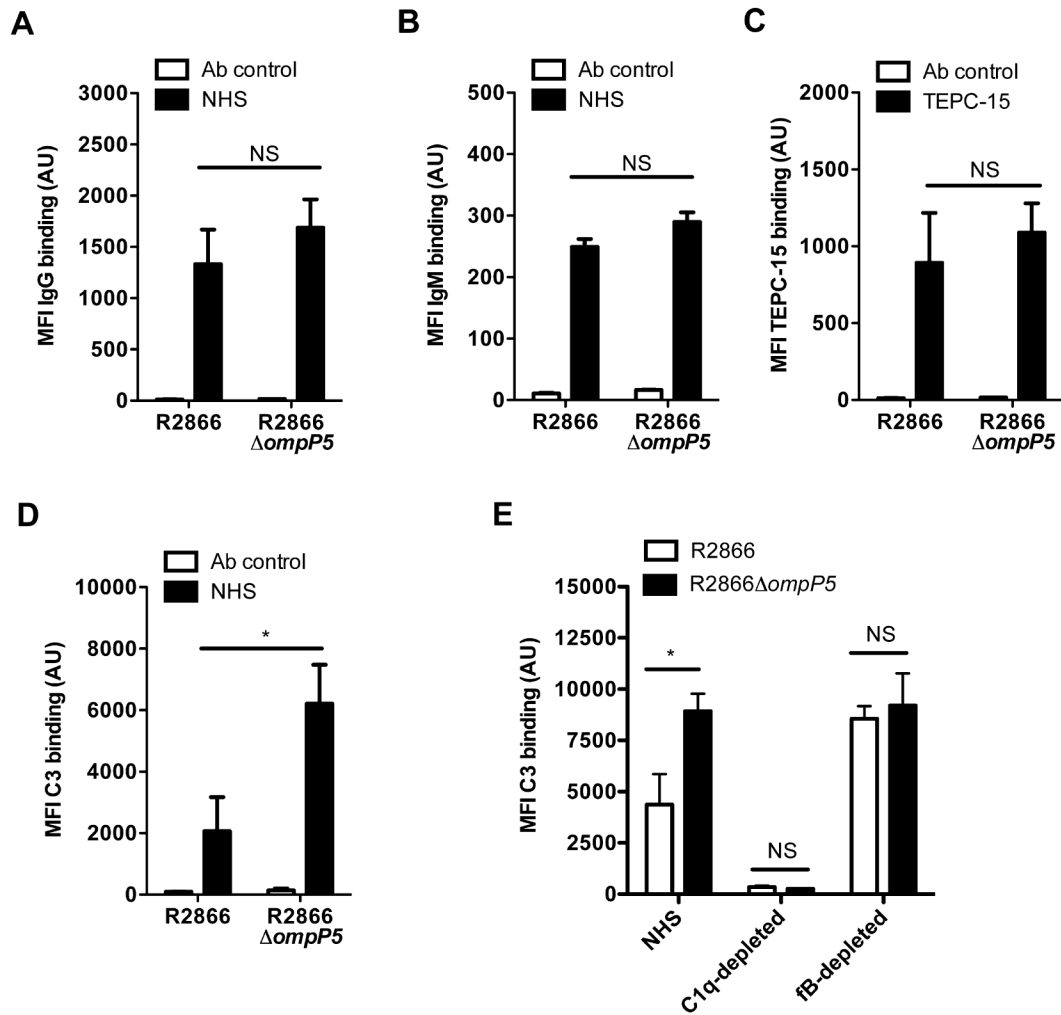 A
Ab control
NHS
3000
2500
2000
1500
1000
500
0
MFI IgG binding (AU)
NS
R2866
R2866
ΔompP5
B
Ab control
NHS
500
400
300
200
100
0
MFI IgM binding (AU)
NS
R2866
R2866
ΔompP5
C
Ab control
TEPC-15
2000
1500
1000
500
0
MFI TEPC-15 binding (AU)
NS
R2866
R2866
ΔompP5
D
Ab control
NHS
10000
8000
6000
4000
2000
0
MFI C3 binding (AU)
*
R2866
R2866
ΔompP5
E
R2866
R2866ΔompP5
15000
12500
10000
7500
5000
2500
0
MFI C3 binding (AU)
*
NS
NS
NHS
C1q-depleted
fB-depleted